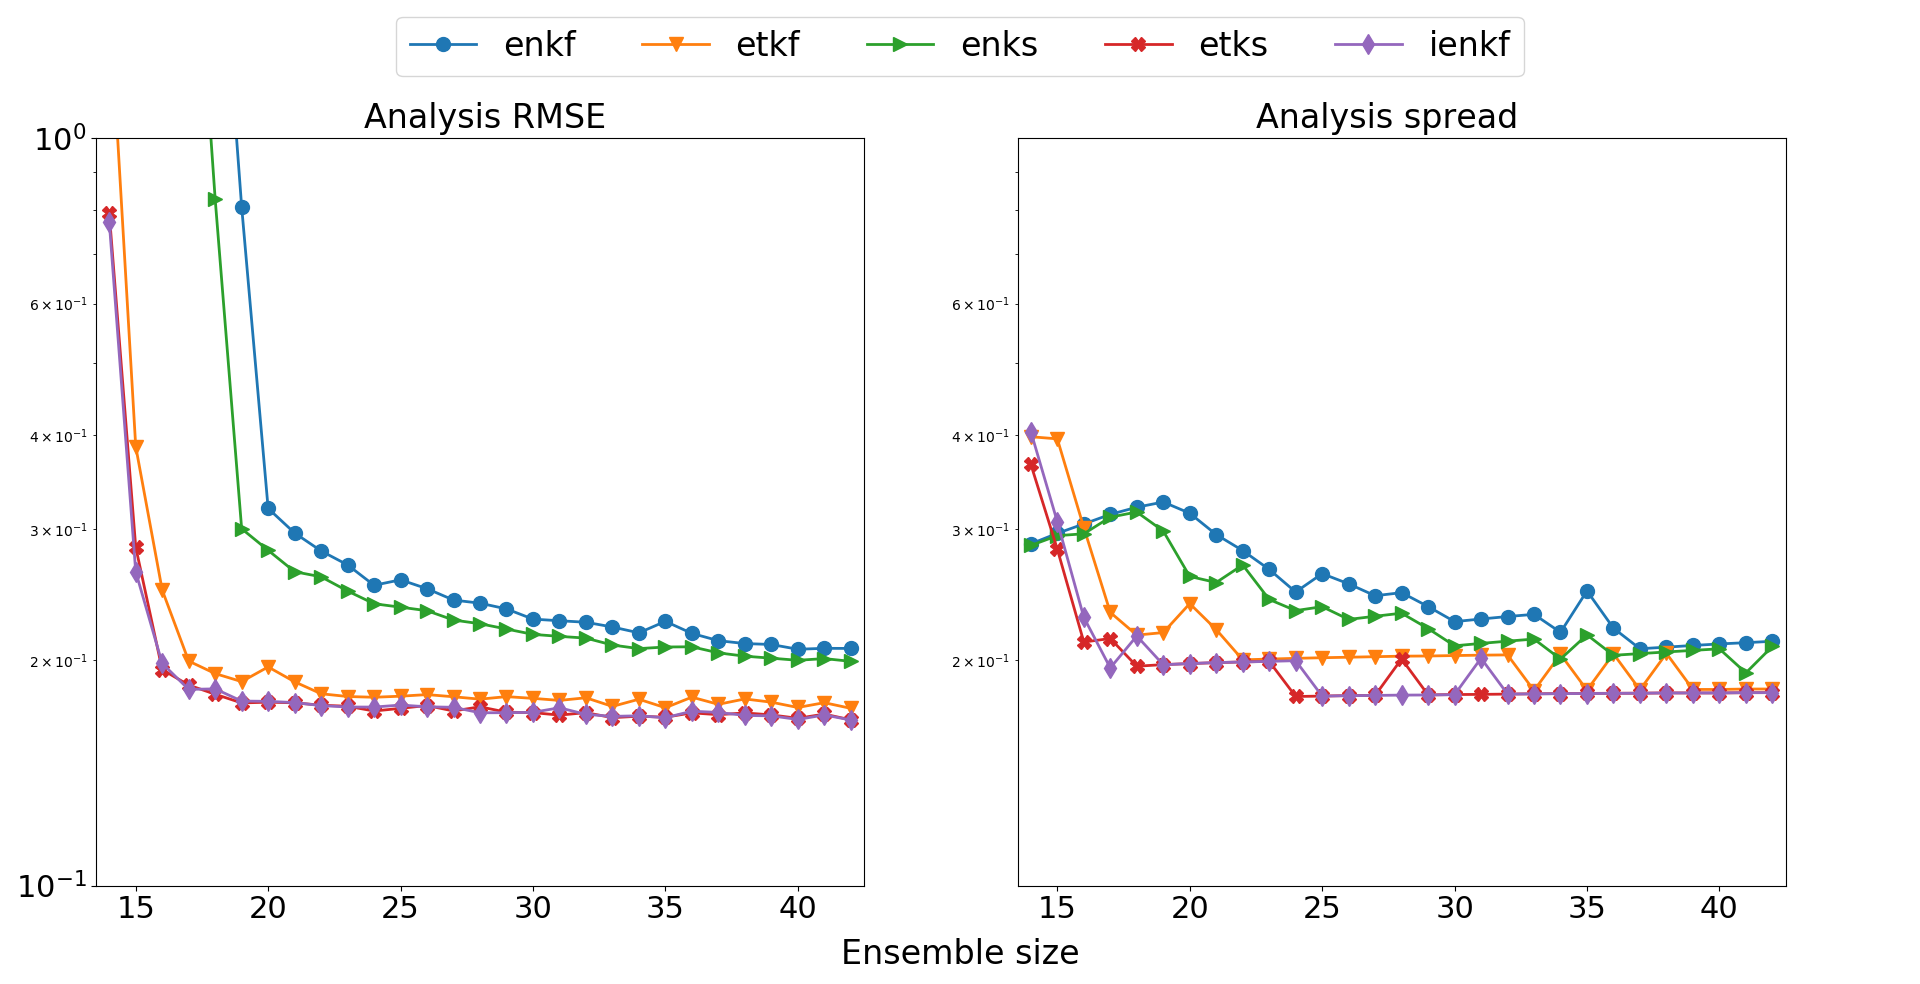 enkf etkf enks etks ienkf
Analysis RMSE
10⁰
6 × 10⁻¹
4 × 10⁻¹
3 × 10⁻¹
2 × 10⁻¹
10⁻¹
15 20 25 30 35 40
Analysis spread
6 × 10⁻¹
4 × 10⁻¹
3 × 10⁻¹
2 × 10⁻¹
15 20 25 30 35 40
Ensemble size